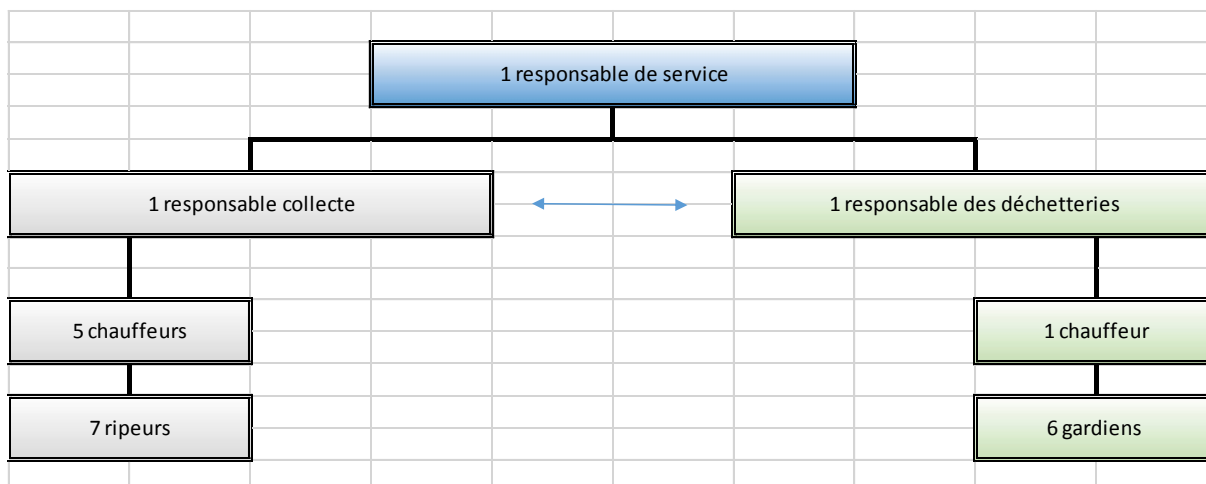 1 responsable de service
1 responsable collecte
1 responsable des déchetteries
5 chauffeurs
1 chauffeur
7 ripeurs
6 gardiens